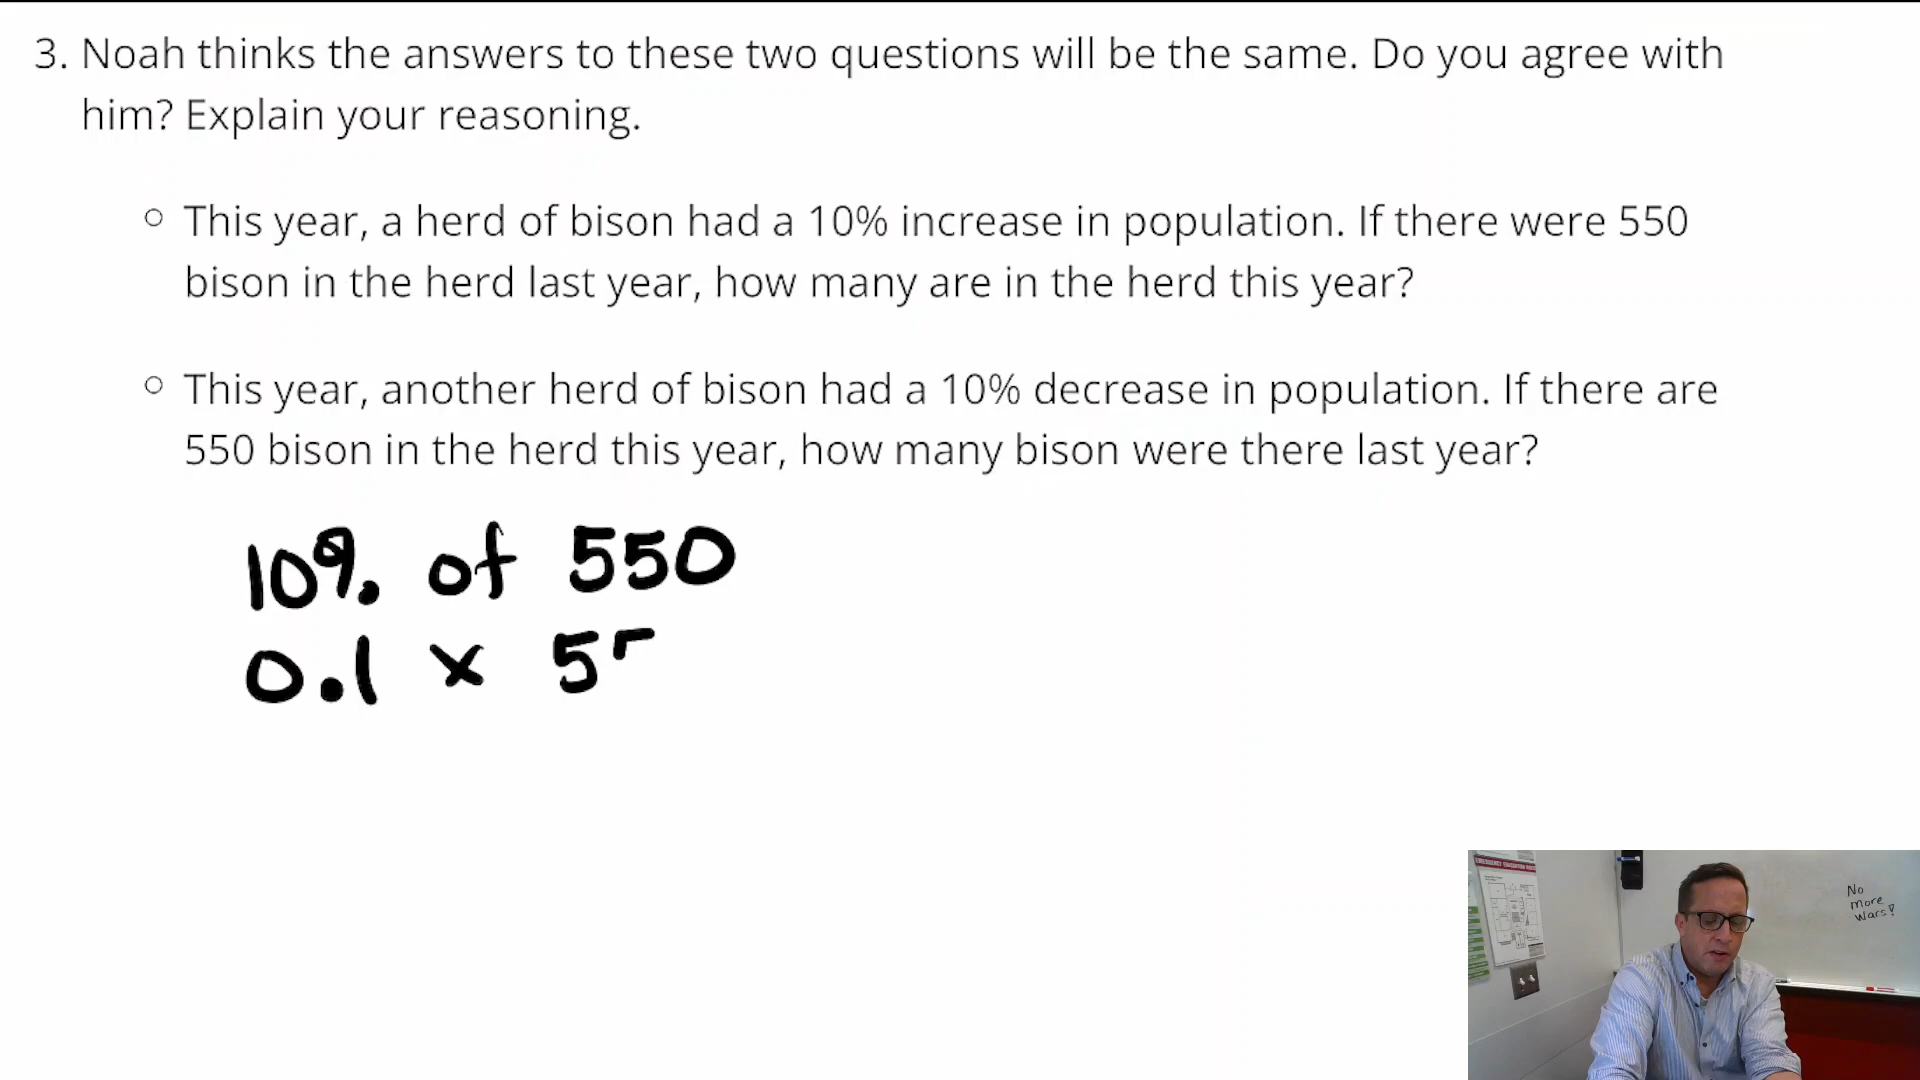 3. Noah thinks the answers to these two questions will be the same. Do you agree with
him? Explain your reasoning.
○ This year, a herd of bison had a 10% increase in population. If there were 550
bison in the herd last year, how many are in the herd this year?
○ This year, another herd of bison had a 10% decrease in population. If there are
550 bison in the herd this year, how many bison were there last year?
10% of 550
0.1 x 55
No
more
wars!